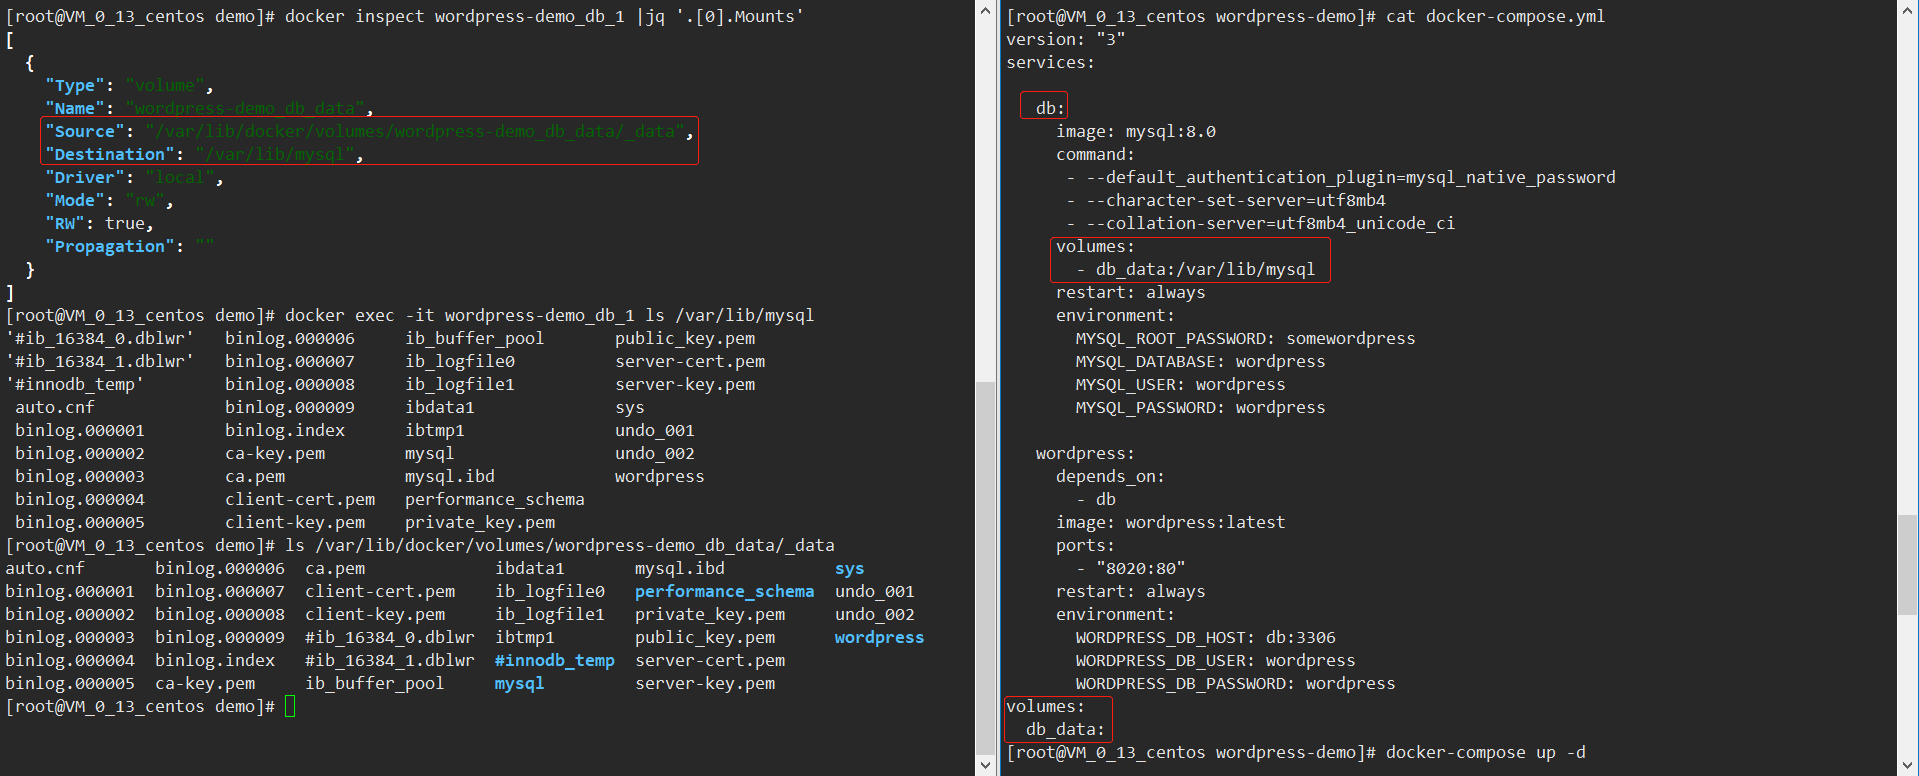 [root@VM_0_13_centos demo]# docker inspect wordpress-demo_db_1 |jq '.[0].Mounts'
[
  {
    "Type": "volume",
    "Name": "wordpress-demo_db_data",
    "Source": "/var/lib/docker/volumes/wordpress-demo_db_data/_data",
    "Destination": "/var/lib/mysql",
    "Driver": "local",
    "Mode": "rw",
    "RW": true,
    "Propagation": ""
  }
]
[root@VM_0_13_centos demo]# docker exec -it wordpress-demo_db_1 ls /var/lib/mysql
'#ib_16384_0.dblwr'   binlog.000006     ib_buffer_pool       public_key.pem
'#ib_16384_1.dblwr'   binlog.000007     ib_logfile0          server-cert.pem
'#innodb_temp'        binlog.000008     ib_logfile1          server-key.pem
 auto.cnf             binlog.000009     ibdata1              sys
 binlog.000001        binlog.index      ibtmp1               undo_001
 binlog.000002        ca-key.pem        mysql                undo_002
 binlog.000003        ca.pem            mysql.ibd            wordpress
 binlog.000004        client-cert.pem   performance_schema
 binlog.000005        client-key.pem    private_key.pem
[root@VM_0_13_centos demo]# ls /var/lib/docker/volumes/wordpress-demo_db_data/_data
auto.cnf       binlog.000006  ca.pem             ibdata1       mysql.ibd           sys
binlog.000001  binlog.000007  client-cert.pem    ib_logfile0   performance_schema  undo_001
binlog.000002  binlog.000008  client-key.pem     ib_logfile1   private_key.pem     undo_002
binlog.000003  binlog.000009  #ib_16384_0.dblwr  ibtmp1        public_key.pem      wordpress
binlog.000004  binlog.index   #ib_16384_1.dblwr  #innodb_temp  server-cert.pem
binlog.000005  ca-key.pem     ib_buffer_pool     mysql         server-key.pem
[root@VM_0_13_centos demo]#
[root@VM_0_13_centos wordpress-demo]# cat docker-compose.yml
version: "3"
services:

   db:
     image: mysql:8.0
     command:
      - --default_authentication_plugin=mysql_native_password
      - --character-set-server=utf8mb4
      - --collation-server=utf8mb4_unicode_ci
     volumes:
       - db_data:/var/lib/mysql
     restart: always
     environment:
       MYSQL_ROOT_PASSWORD: somewordpress
       MYSQL_DATABASE: wordpress
       MYSQL_USER: wordpress
       MYSQL_PASSWORD: wordpress

   wordpress:
     depends_on:
       - db
     image: wordpress:latest
     ports:
       - "8020:80"
     restart: always
     environment:
       WORDPRESS_DB_HOST: db:3306
       WORDPRESS_DB_USER: wordpress
       WORDPRESS_DB_PASSWORD: wordpress
volumes:
  db_data:
[root@VM_0_13_centos wordpress-demo]# docker-compose up -d